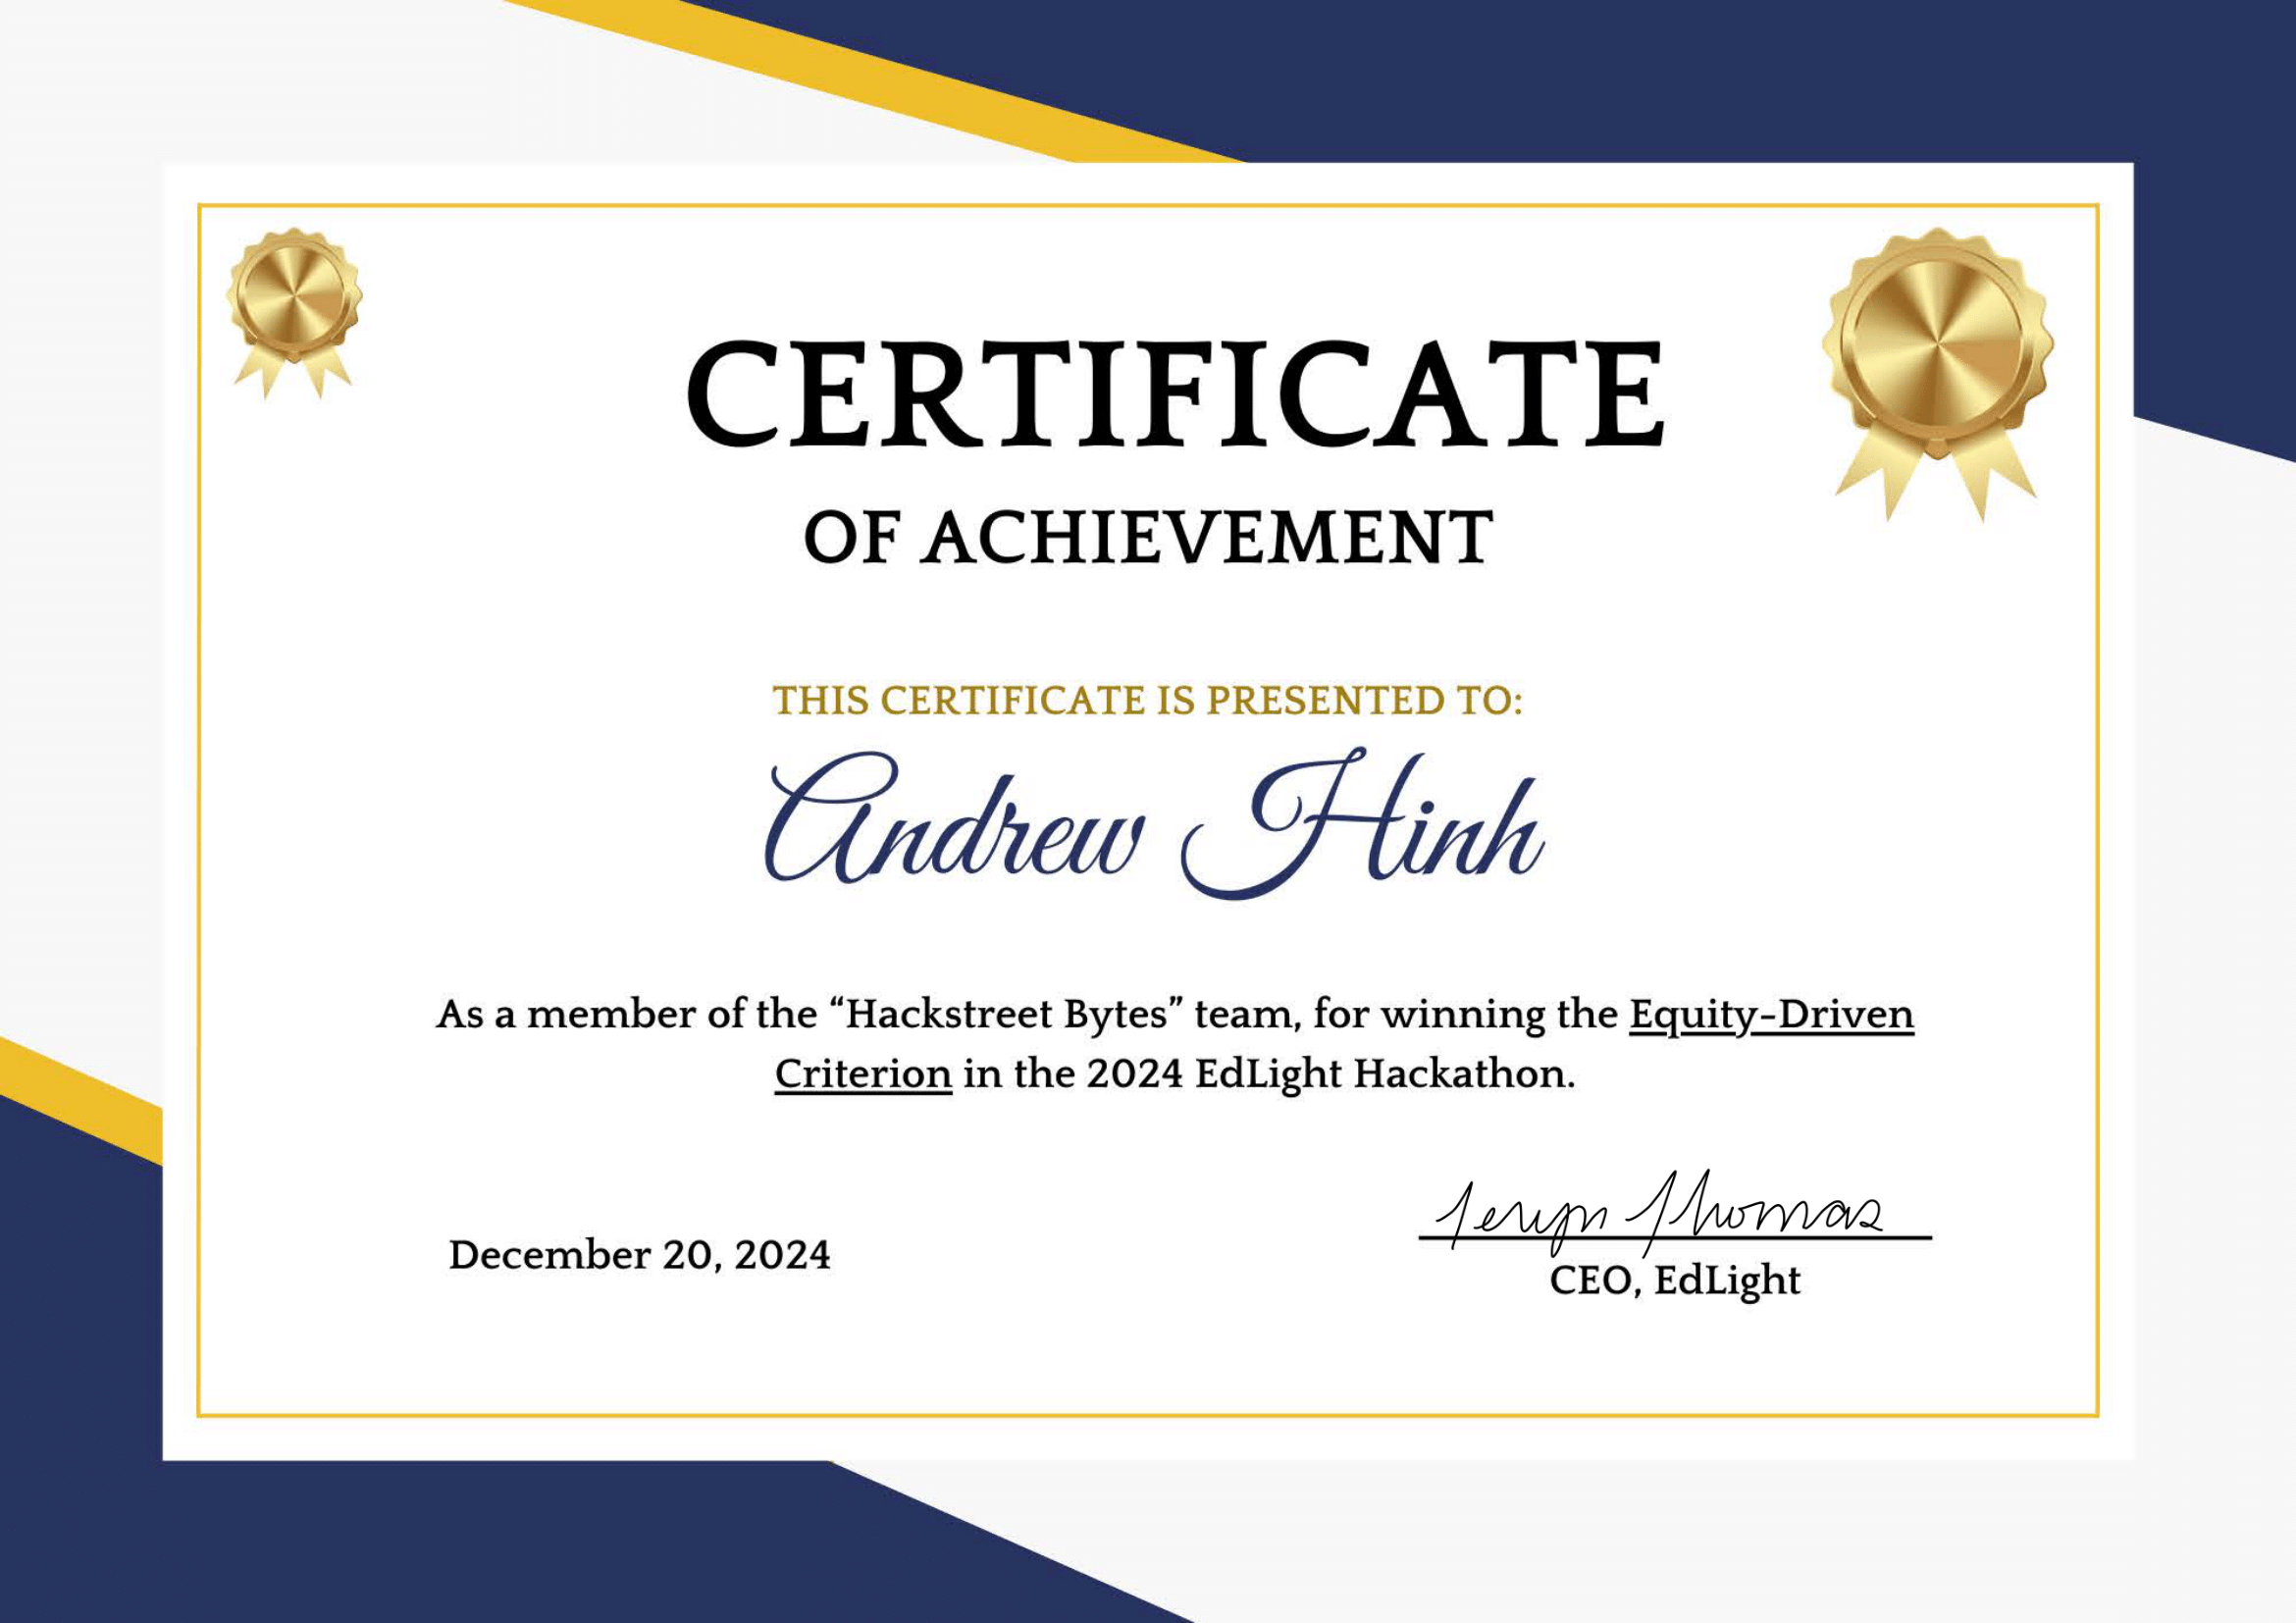 CERTIFICATE
OF ACHIEVEMENT
THIS CERTIFICATE IS PRESENTED TO:
Andrew Hinh
As a member of the “Hackstreet Bytes” team, for winning the Equity-Driven
Criterion in the 2024 EdLight Hackathon.
Thomas
December 20, 2024
CEO, EdLight